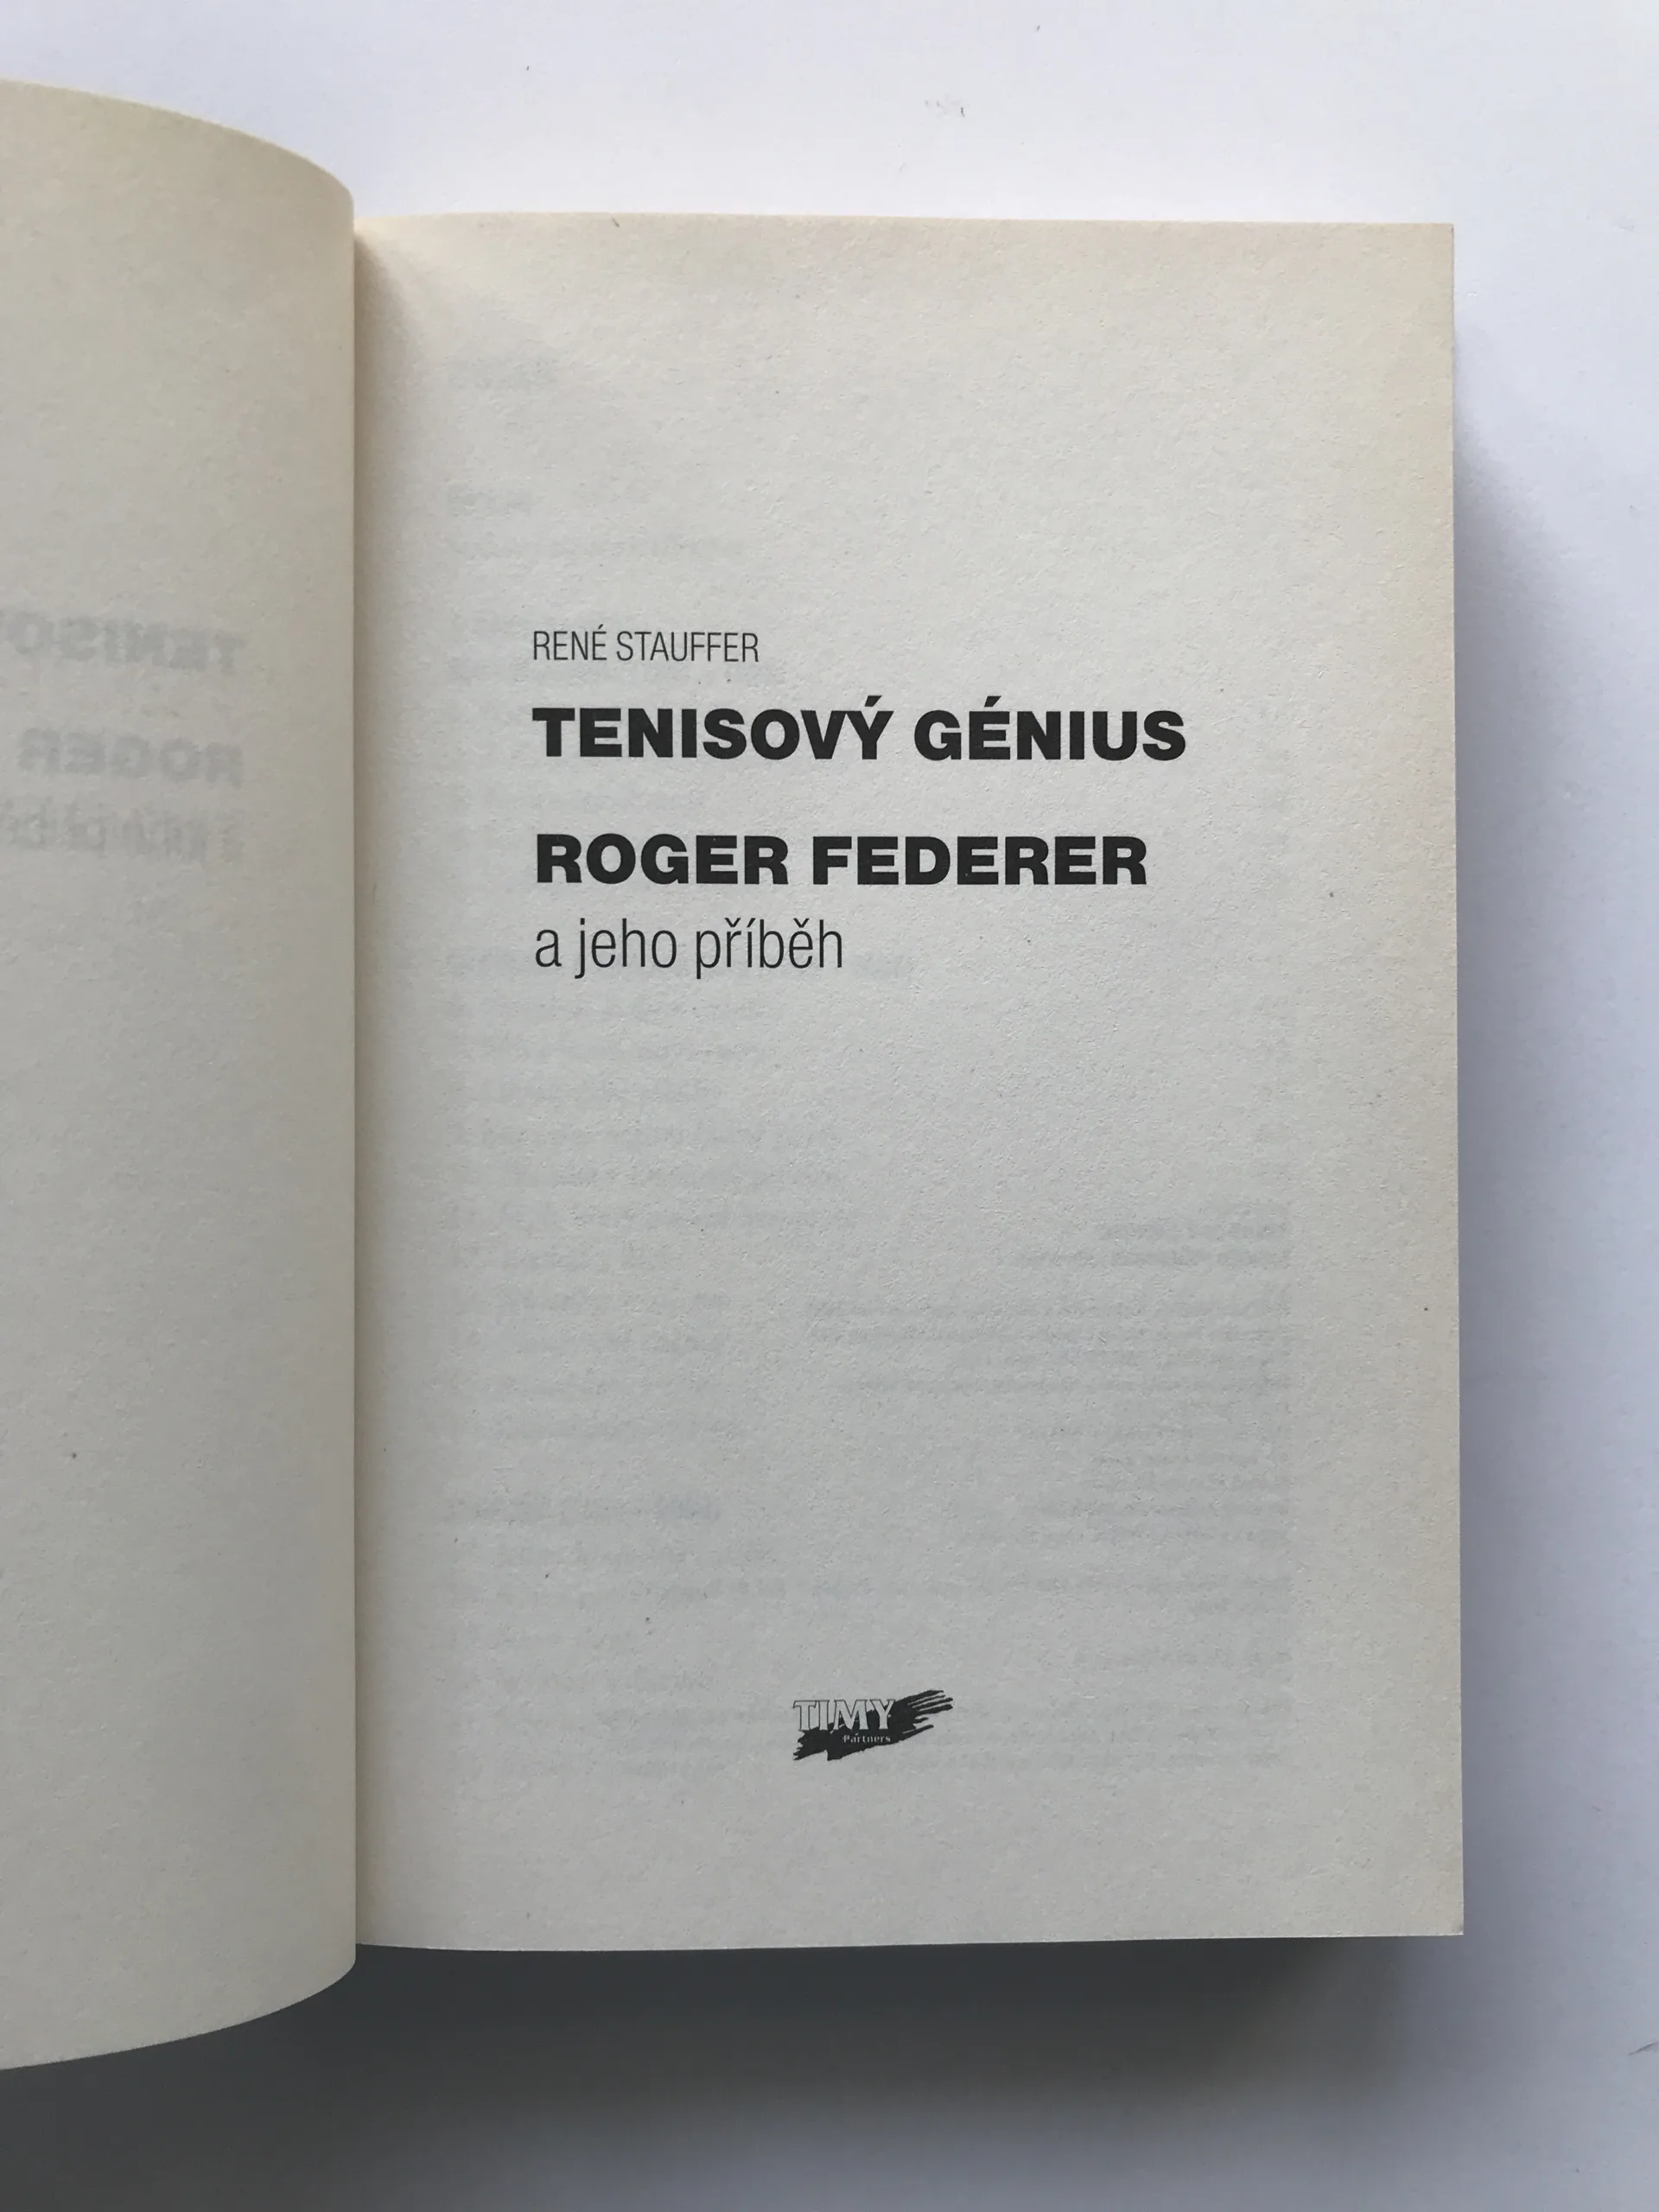 RENÉ STAUFFER
TENISOVÝ GÉNIUS
ROGER FEDERER
a jeho příběh
TIMY
Partners